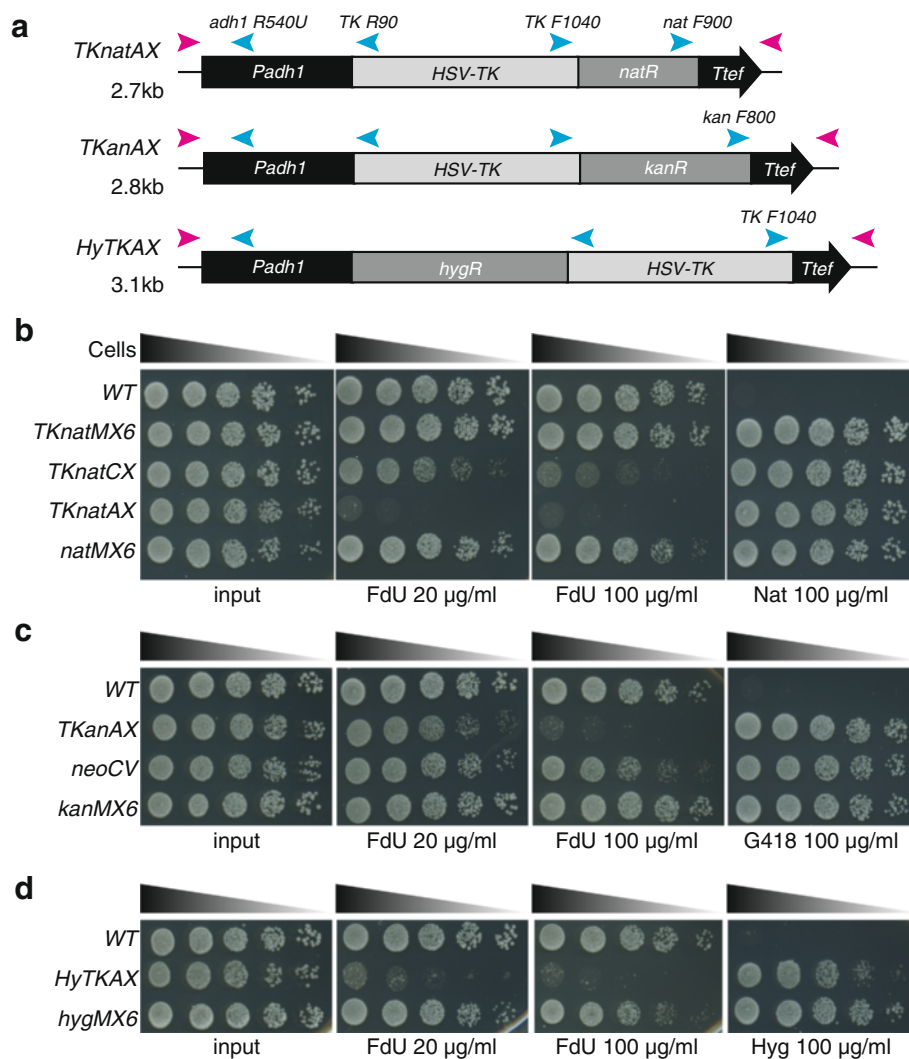 a
adh1 R540U TK R90 TK F1040 nat F900
TKnatAX
2.7kb
Padh1 HSV-TK natR Ttef
kan F800
TKanAX
2.8kb
Padh1 HSV-TK kanR Ttef
TK F1040
HyTKAX
3.1kb
Padh1 hygR HSV-TK Ttef
b
Cells
WT
TKnatMX6
TKnatCX
TKnatAX
natMX6
input FdU 20 µg/ml FdU 100 µg/ml Nat 100 µg/ml
c
WT
TKanAX
neoCV
kanMX6
input FdU 20 µg/ml FdU 100 µg/ml G418 100 µg/ml
d
WT
HyTKAX
hygMX6
input FdU 20 µg/ml FdU 100 µg/ml Hyg 100 µg/ml